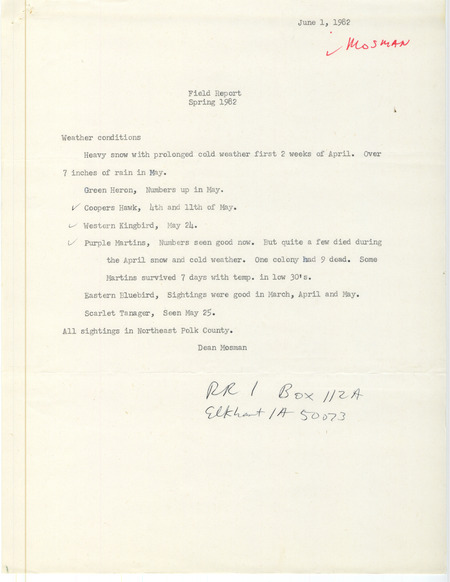 June 1, 1982
✓ MOSMAN
Field Report
Spring 1982
Weather conditions
Heavy snow with prolonged cold weather first 2 weeks of April. Over
7 inches of rain in May.
Green Heron, Numbers up in May.
✓ Coopers Hawk, 4th and 11th of May.
✓ Western Kingbird, May 24.
✓ Purple Martins, Numbers seen good now. But quite a few died during
the April snow and cold weather. One colony had 9 dead. Some
Martins survived 7 days with temp. in low 30's.
Eastern Bluebird, Sightings were good in March, April and May.
Scarlet Tanager, Seen May 25.
All sightings in Northeast Polk County.
Dean Mosman
RR 1 Box 112A
Elkhart IA 50073